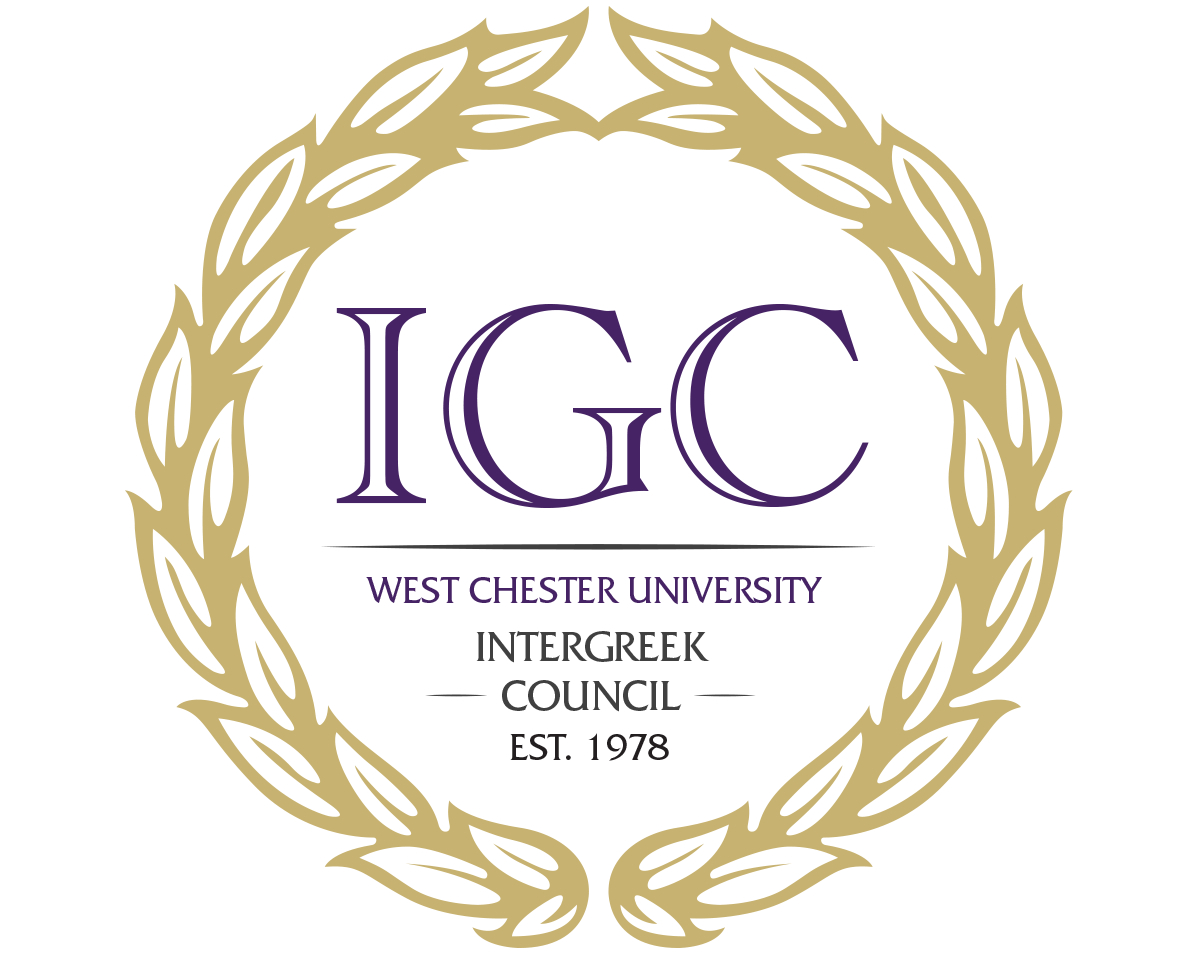 IGC
WEST CHESTER UNIVERSITY
INTERGREEK
COUNCIL
EST. 1978